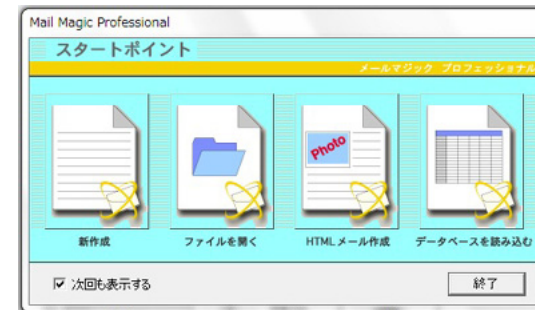 Mail Magic Professional
スタートポイント
メールマジック プロフェッショナル
Photo
新作成
ファイルを開く
HTMLメール作成
データベースを読み込む
次回も表示する
終了